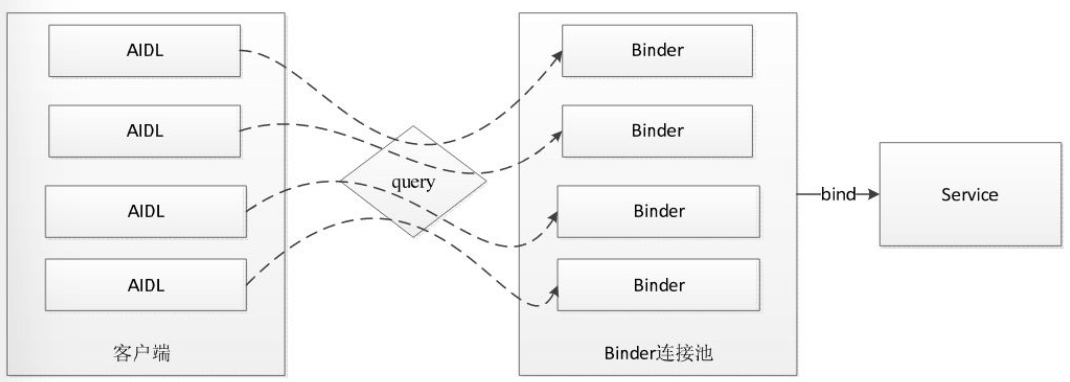 AIDL
AIDL
AIDL
AIDL
客户端
query
Binder
Binder
Binder
Binder
Binder连接池
bind
Service